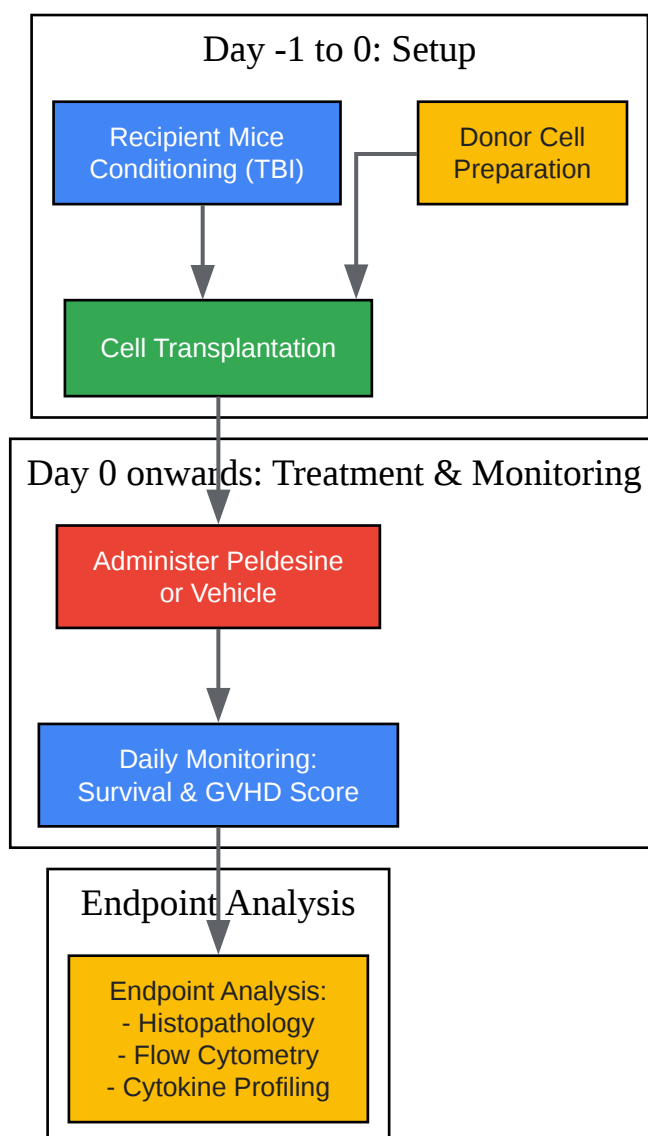 Day -1 to 0: Setup
Recipient Mice
Conditioning (TBI)
Donor Cell
Preparation
Cell Transplantation
Day 0 onwards: Treatment & Monitoring
Administer Peldesine
or Vehicle
Daily Monitoring:
Survival & GVHD Score
Endpoint Analysis
Endpoint Analysis:
- Histopathology
- Flow Cytometry
- Cytokine Profiling